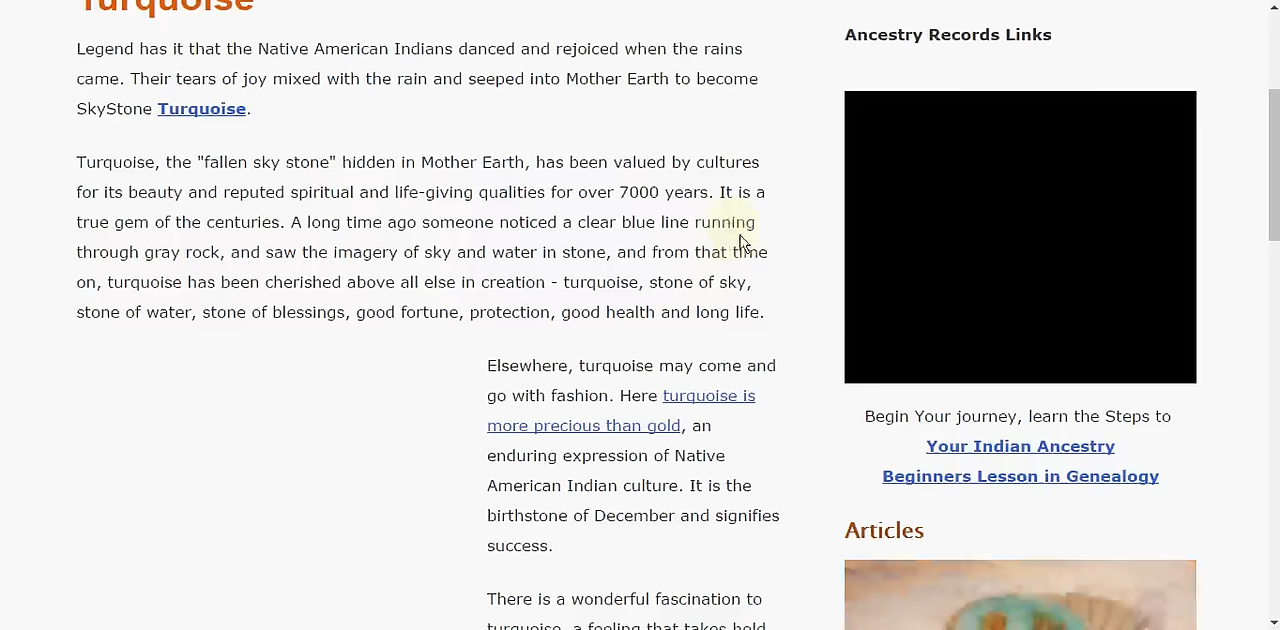 Turquoise
Legend has it that the Native American Indians danced and rejoiced when the rains
came. Their tears of joy mixed with the rain and seeped into Mother Earth to become
SkyStone Turquoise.
Turquoise, the "fallen sky stone" hidden in Mother Earth, has been valued by cultures
for its beauty and reputed spiritual and life-giving qualities for over 7000 years. It is a
true gem of the centuries. A long time ago someone noticed a clear blue line running
through gray rock, and saw the imagery of sky and water in stone, and from that time
on, turquoise has been cherished above all else in creation - turquoise, stone of sky,
stone of water, stone of blessings, good fortune, protection, good health and long life.
Elsewhere, turquoise may come and
go with fashion. Here turquoise is
more precious than gold, an
enduring expression of Native
American Indian culture. It is the
birthstone of December and signifies
success.
There is a wonderful fascination to
turquoise, a feeling that takes hold
Ancestry Records Links
Begin Your journey, learn the Steps to
Your Indian Ancestry
Beginners Lesson in Genealogy
Articles